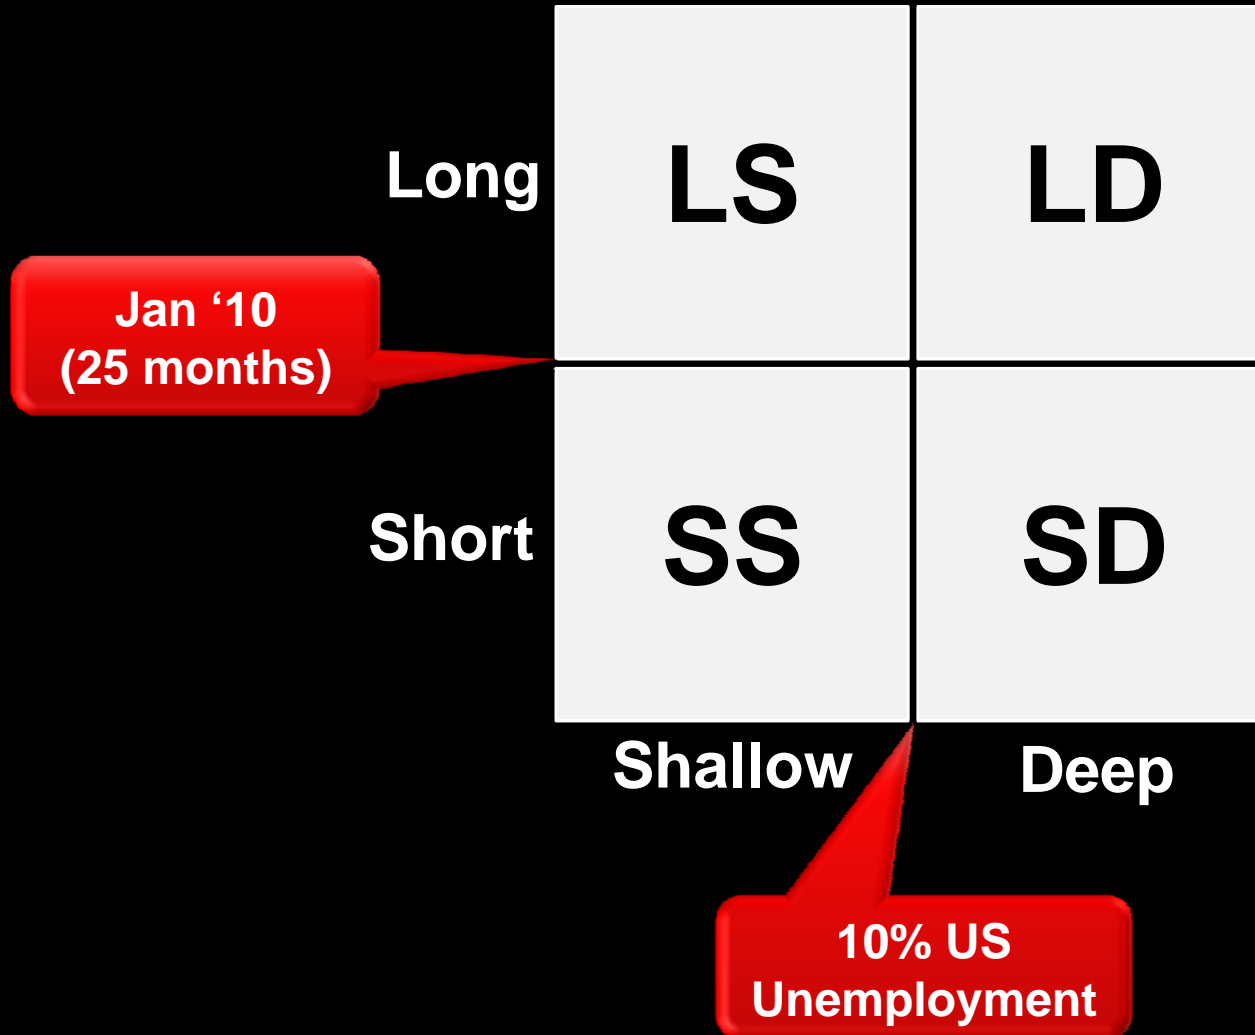 Long
LS
LD
Jan ‘10
(25 months)
Short
SS
SD
Shallow
Deep
10% US
Unemployment